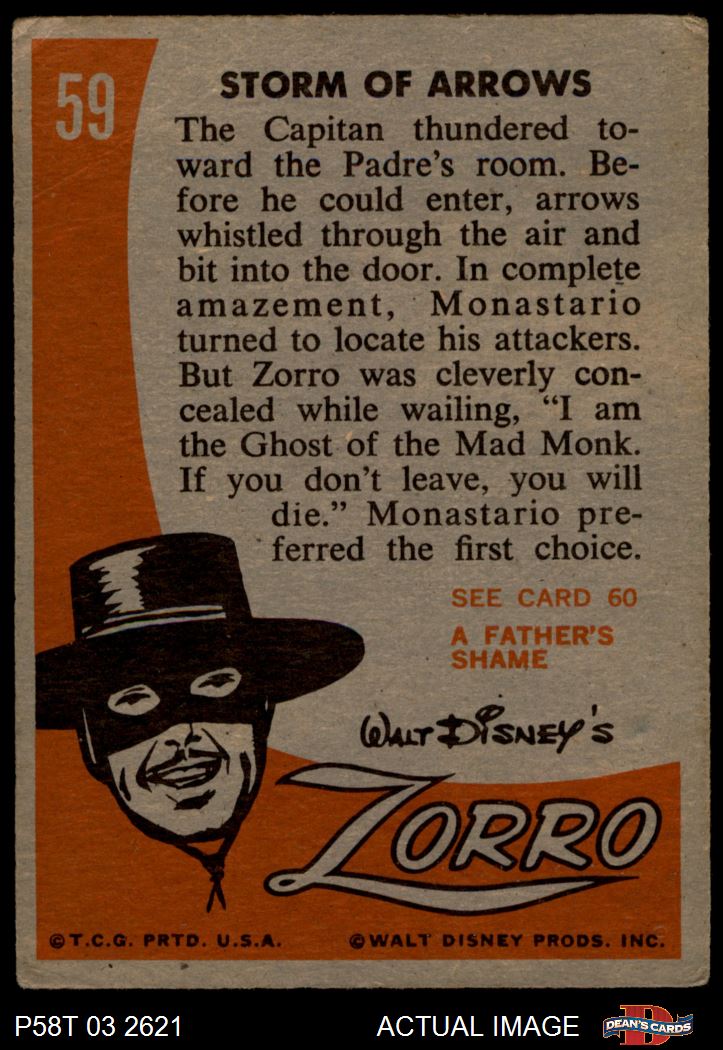 59
STORM OF ARROWS
The Capitan thundered to-
ward the Padre's room. Be-
fore he could enter, arrows
whistled through the air and
bit into the door. In complete
amazement, Monastario
turned to locate his attackers.
But Zorro was cleverly con-
cealed while wailing, “I am
the Ghost of the Mad Monk.
If you don't leave, you will
die.” Monastario pre-
ferred the first choice.
SEE CARD 60
A FATHER'S
SHAME
WALT DISNEY'S
ZORRO
©T.C.G. PRTD. U.S.A.
©WALT DISNEY PRODS. INC.
P58T 03 2621
ACTUAL IMAGE
D
DEAN'S CARDS